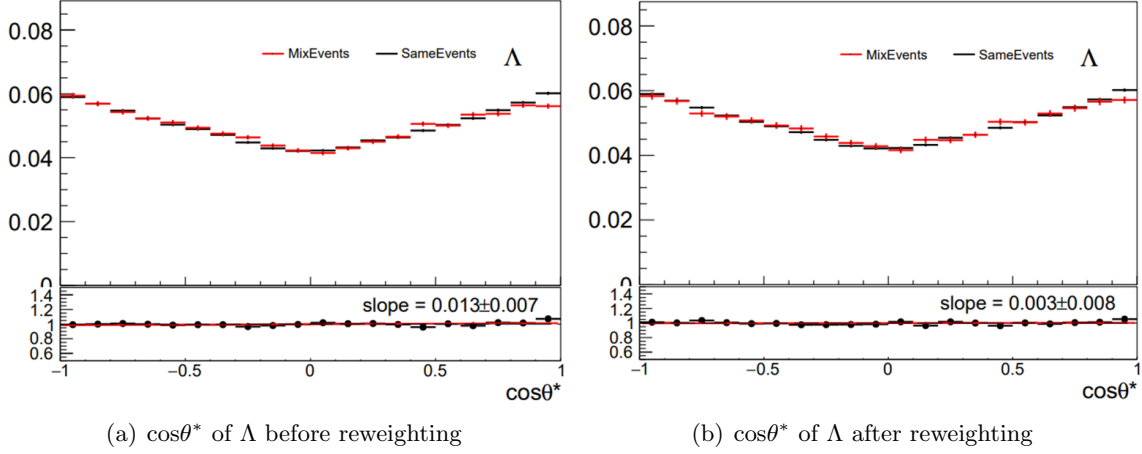 0.08
MixEvents
SameEvents
Λ
0.06
0.04
0.02
0
1.4
1.2
1
0.8
0.6
slope = 0.013±0.007
−1
−0.5
0
0.5
1
cosθ*
(a) cosθ* of Λ before reweighting
0.08
MixEvents
SameEvents
Λ
0.06
0.04
0.02
0
1.4
1.2
1
0.8
0.6
slope = 0.003±0.008
−1
−0.5
0
0.5
1
cosθ*
(b) cosθ* of Λ after reweighting